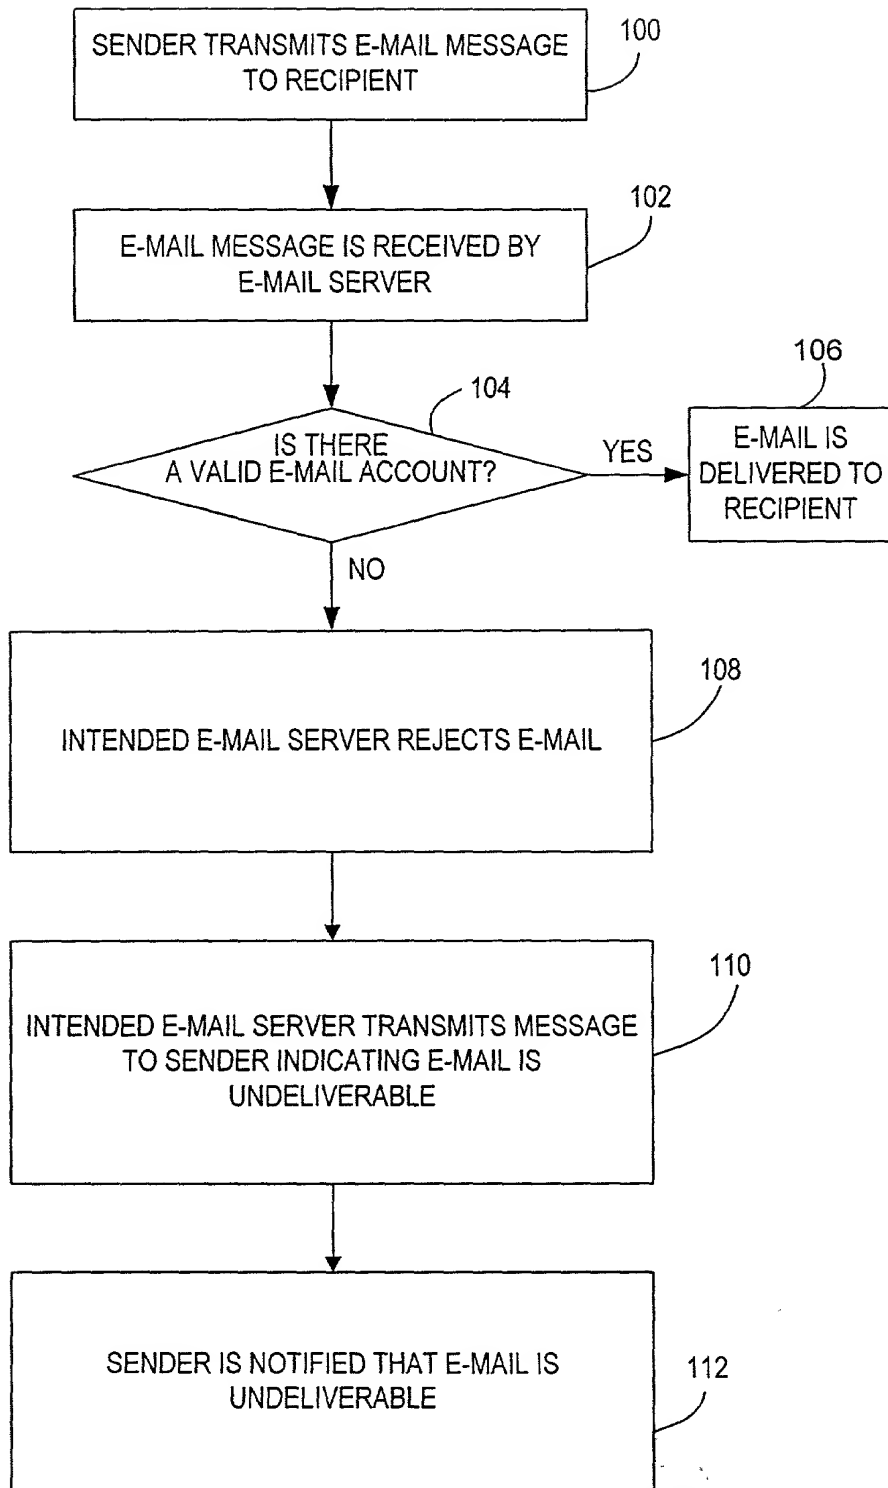 SENDER TRANSMITS E-MAIL MESSAGE
TO RECIPIENT
100
E-MAIL MESSAGE IS RECEIVED BY
E-MAIL SERVER
102
IS THERE
A VALID E-MAIL ACCOUNT?
104
YES
106
E-MAIL IS
DELIVERED TO
RECIPIENT
NO
INTENDED E-MAIL SERVER REJECTS E-MAIL
108
INTENDED E-MAIL SERVER TRANSMITS MESSAGE
TO SENDER INDICATING E-MAIL IS
UNDELIVERABLE
110
SENDER IS NOTIFIED THAT E-MAIL IS
UNDELIVERABLE
112